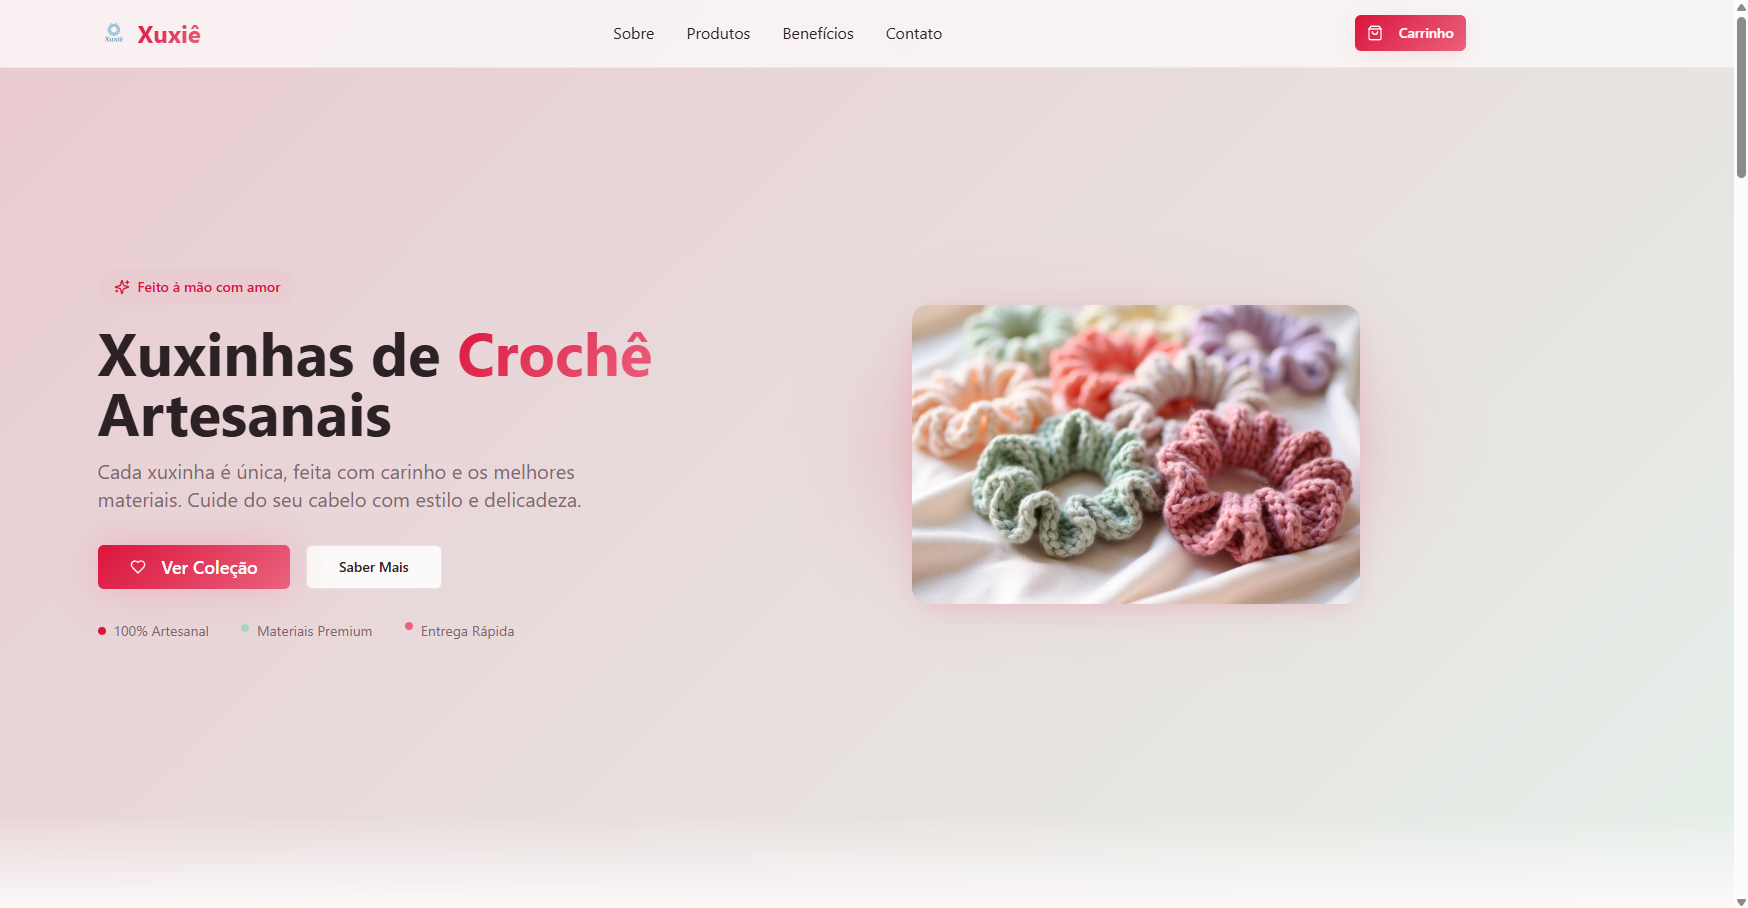 Xuxiê
Xuxiê
Sobre
Produtos
Benefícios
Contato
Carrinho
Feito à mão com amor
Xuxinhas de Crochê
Artesanais
Cada xuxinha é única, feita com carinho e os melhores
materiais. Cuide do seu cabelo com estilo e delicadeza.
Ver Coleção
Saber Mais
100% Artesanal
Materiais Premium
Entrega Rápida